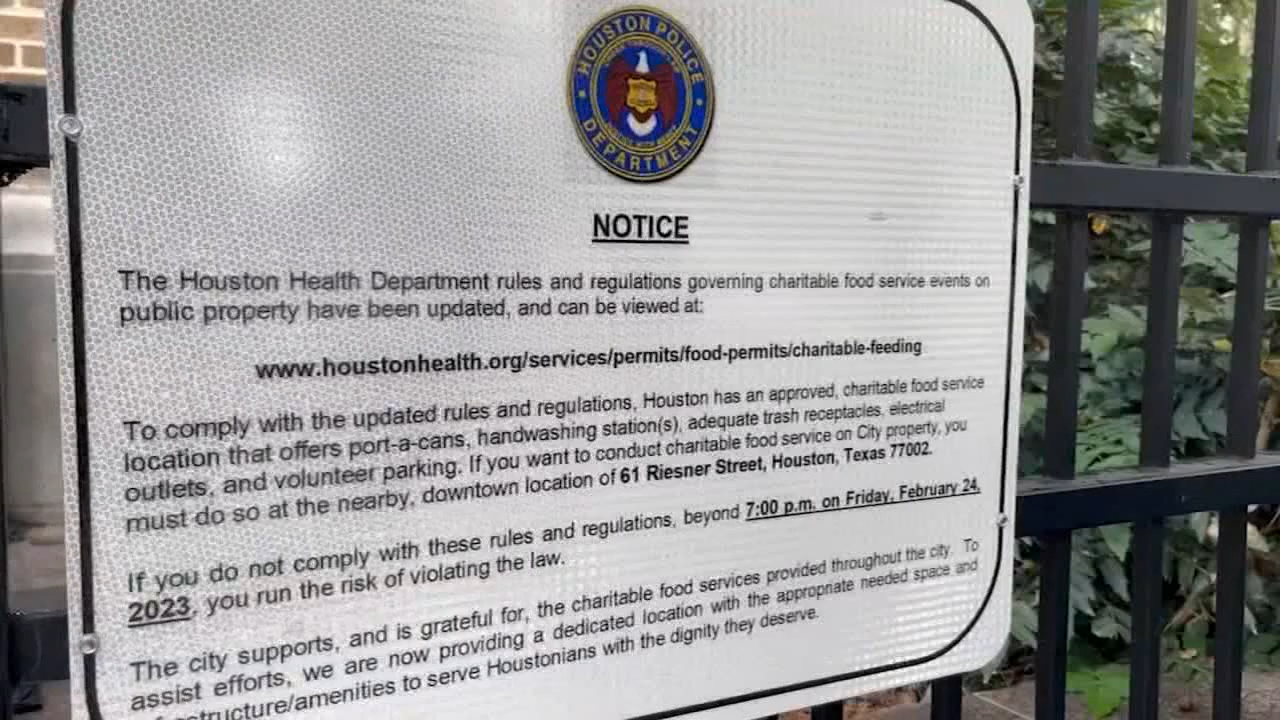 HOUSTON POLICE
DEPARTMENT
NOTICE
The Houston Health Department rules and regulations governing charitable food service events on
public property have been updated, and can be viewed at:
www.houstonhealth.org/services/permits/food-permits/charitable-feeding
To comply with the updated rules and regulations, Houston has an approved, charitable food service
location that offers port-a-cans, handwashing station(s), adequate trash receptacles, electrical
outlets, and volunteer parking. If you want to conduct charitable food service on City property, you
must do so at the nearby, downtown location of 61 Riesner Street, Houston, Texas 77002.
If you do not comply with these rules and regulations, beyond 7:00 p.m. on Friday, February 24,
2023, you run the risk of violating the law.
The city supports, and is grateful for, the charitable food services provided throughout the city. To
assist efforts, we are now providing a dedicated location with the appropriate needed space and
structure/amenities to serve Houstonians with the dignity they deserve.